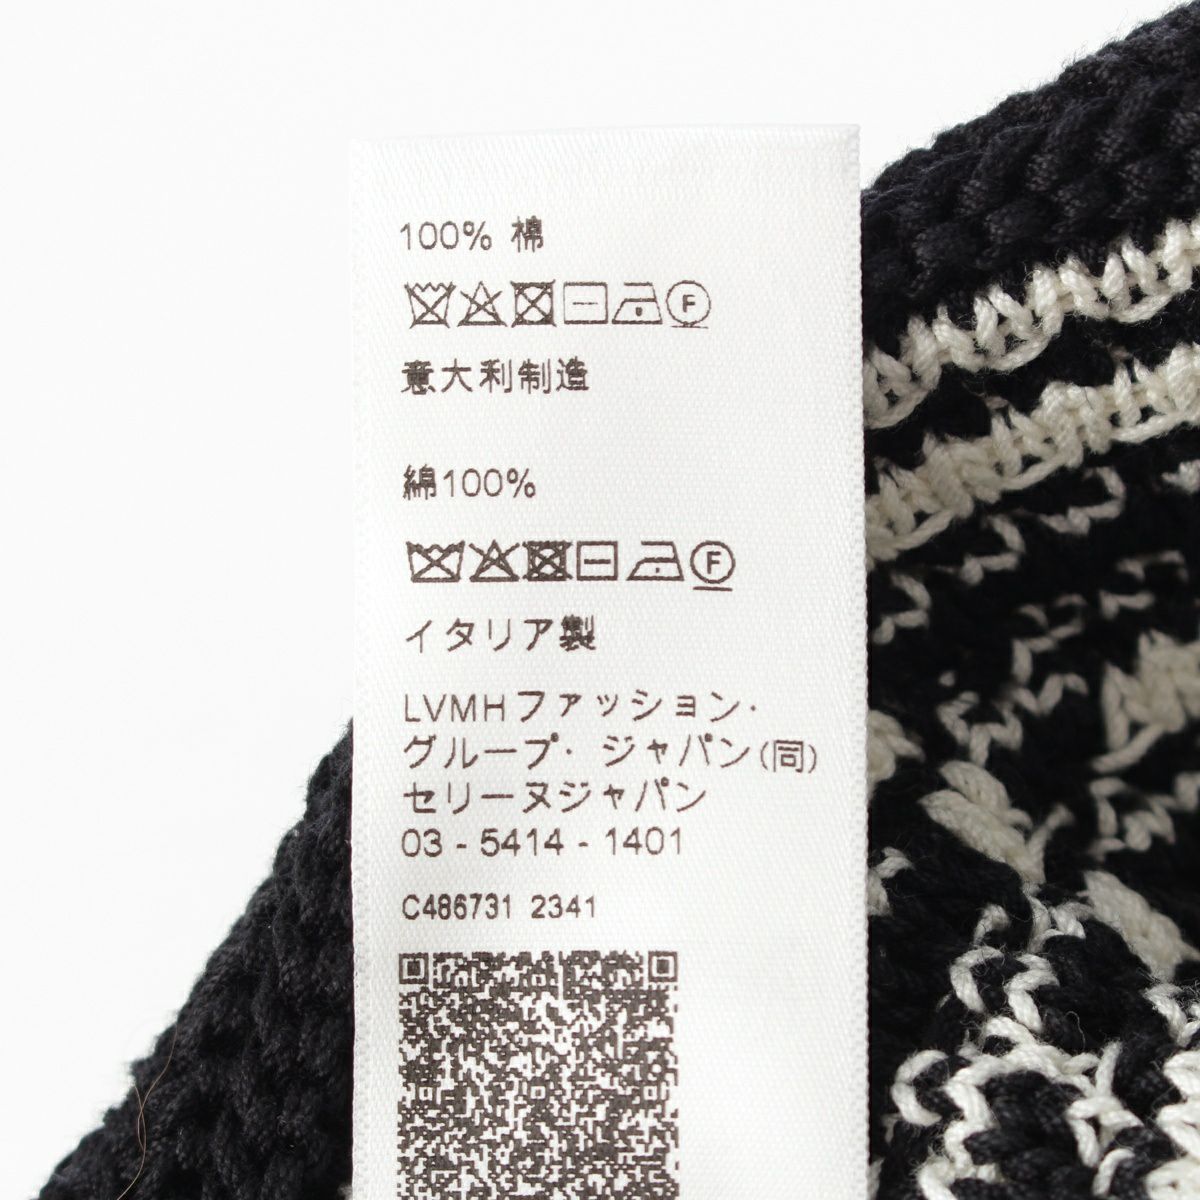 100% 棉
F
意大利制造
綿100%
F
イタリア製
LVMHファッション・
グループ・ジャパン(同)
セリーヌジャパン
03 - 5414 - 1401
C486731 2341